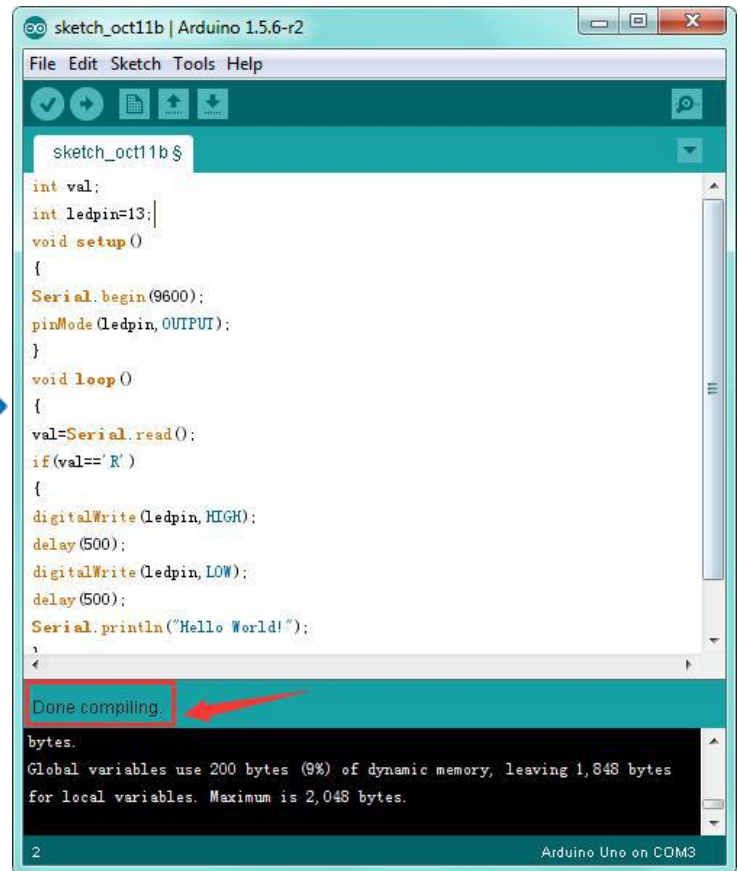 sketch_oct11b | Arduino 1.5.6-r2
File Edit Sketch Tools Help
sketch_oct11b §
int val;
int ledpin=13;
void setup()
{
Serial.begin(9600);
pinMode(ledpin,OUTPUT);
}
void loop()
{
val=Serial.read();
if(val=='R')
{
digitalWrite(ledpin,HIGH);
delay(500);
digitalWrite(ledpin,LOW);
delay(500);
Serial.println("Hello World!");
}
Done compiling.
bytes.
Global variables use 200 bytes (9%) of dynamic memory, leaving 1,848 bytes
for local variables. Maximum is 2,048 bytes.
2 Arduino Uno on COM3